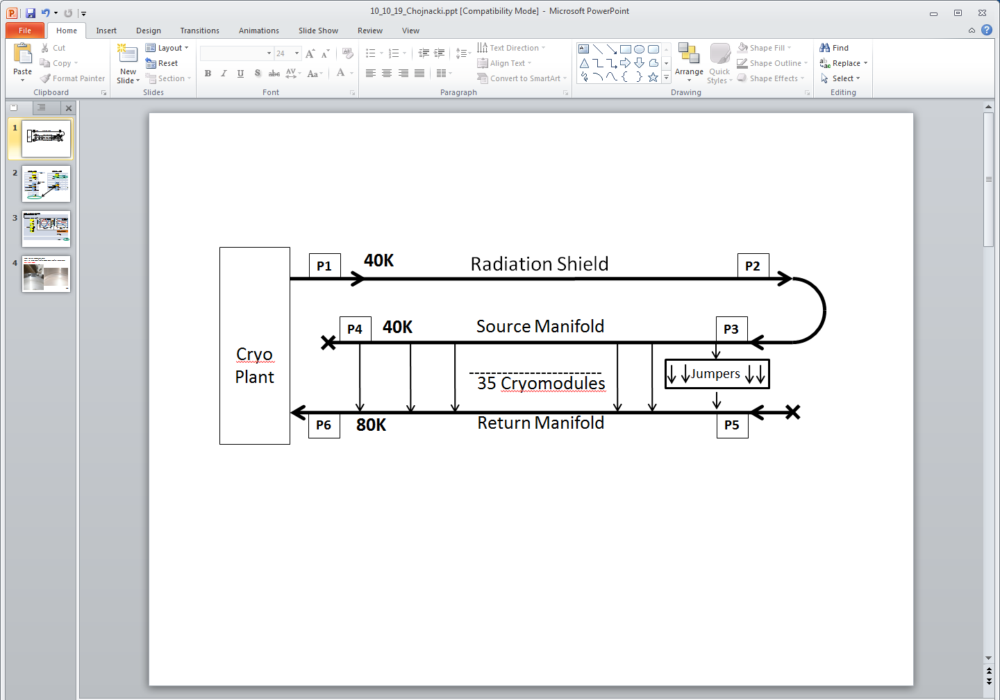 10_10_19_Chojnacki.ppt [Compatibility Mode] - Microsoft PowerPoint
File Home Insert Design Transitions Animations Slide Show Review View
Paste
Cut
Copy
Format Painter
Clipboard
New
Slide
Layout
Reset
Section
Slides
24
B I U S abc AV Aa A
Font
Text Direction
Align Text
Convert to SmartArt
Paragraph
Arrange
Quick
Styles
Shape Fill
Shape Outline
Shape Effects
Drawing
Find
Replace
Select
Editing
1
2
3
4
P1 40K Radiation Shield P2
P4 40K Source Manifold P3
Cryo
Plant
Jumpers
35 Cryomodules
P6 80K Return Manifold P5